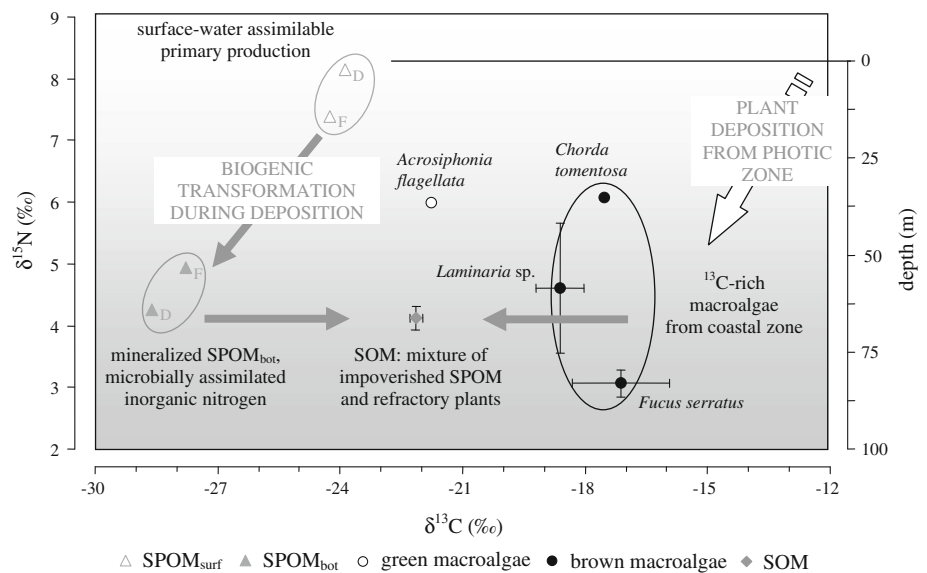 surface-water assimilable
primary production
D
F
BIOGENIC
TRANSFORMATION
DURING DEPOSITION
F
D
mineralized SPOMbot,
microbially assimilated
inorganic nitrogen
Acrosiphonia
flagellata
SOM: mixture of
impoverished SPOM
and refractory plants
Chorda
tomentosa
Laminaria sp.
Fucus serratus
PLANT
DEPOSITION
FROM PHOTIC
ZONE
¹³C-rich
macroalgae
from coastal zone
9
8
7
6
5
4
3
2
δ¹⁵N (‰)
0
25
50
75
100
depth (m)
-30
-27
-24
-21
-18
-15
-12
δ¹³C (‰)
SPOMsurf SPOMbot green macroalgae brown macroalgae SOM